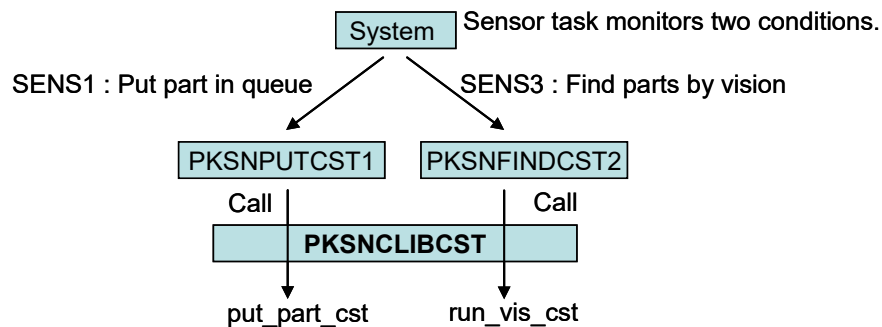 System
Sensor task monitors two conditions.
SENS1 : Put part in queue
SENS3 : Find parts by vision
PKSNPUTCST1
PKSNFINDCST2
Call
Call
PKSNCLIBCST
put_part_cst
run_vis_cst